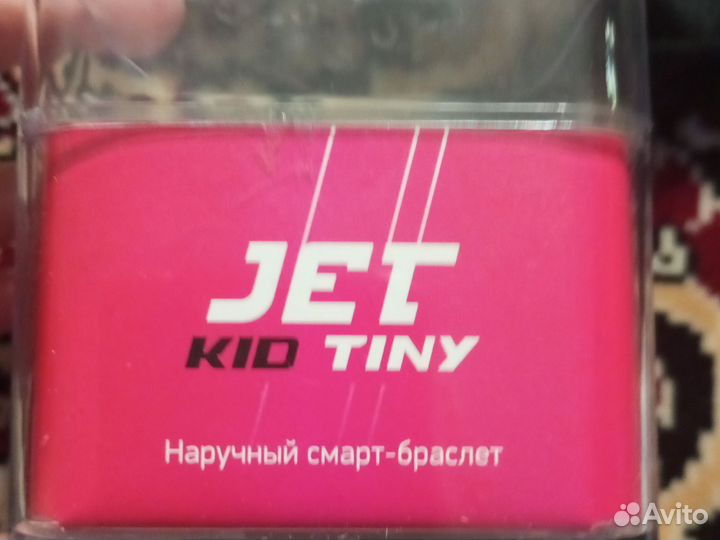 JET
KID TINY
Наручный смарт-браслет
Avito